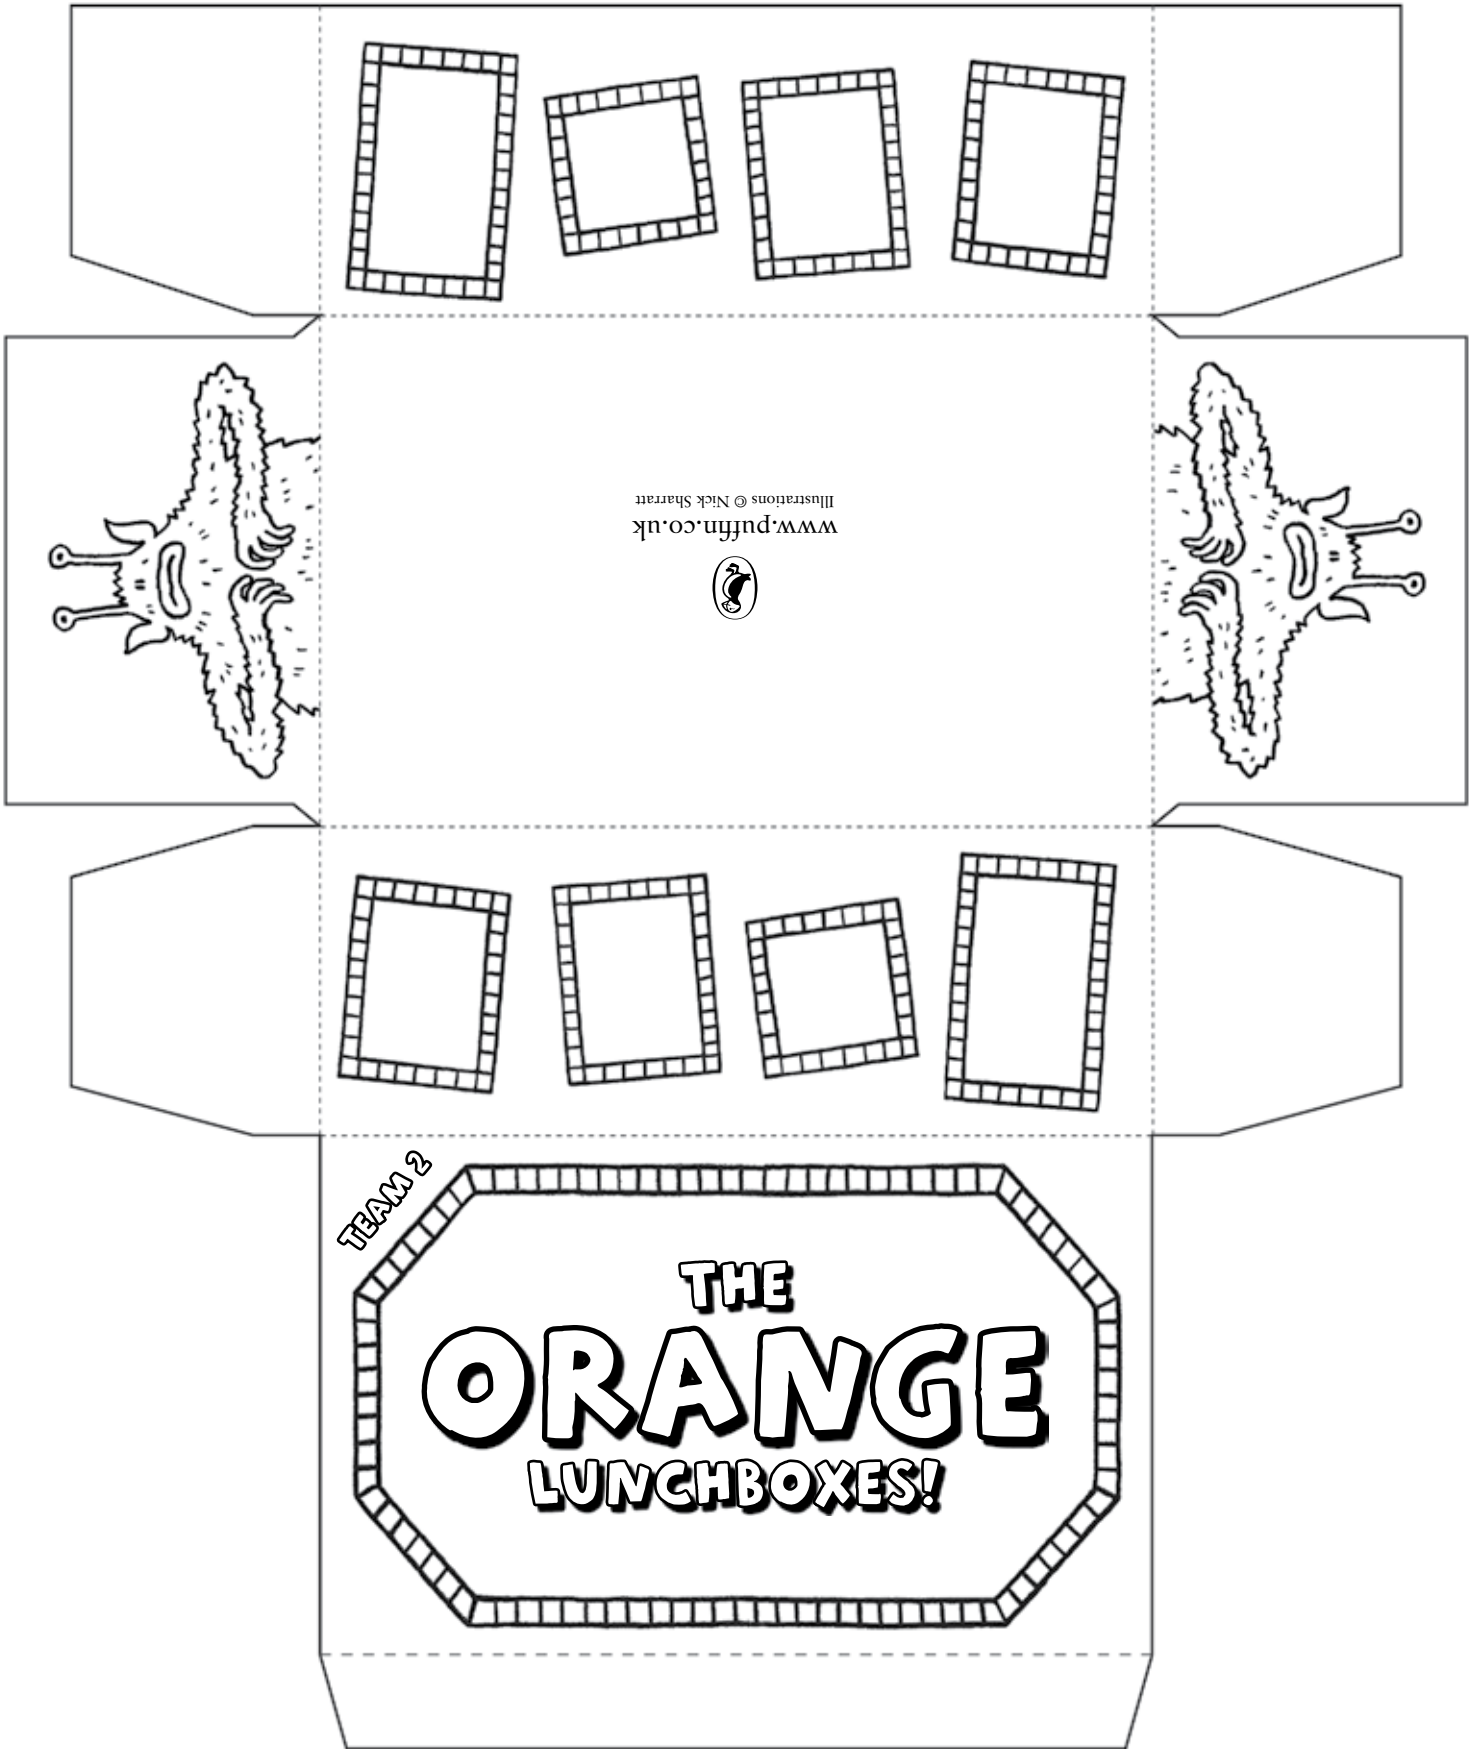 Illustrations © Nick Sharratt
www.puffin.co.uk
TEAM 2
THE
ORANGE
LUNCHBOXES!